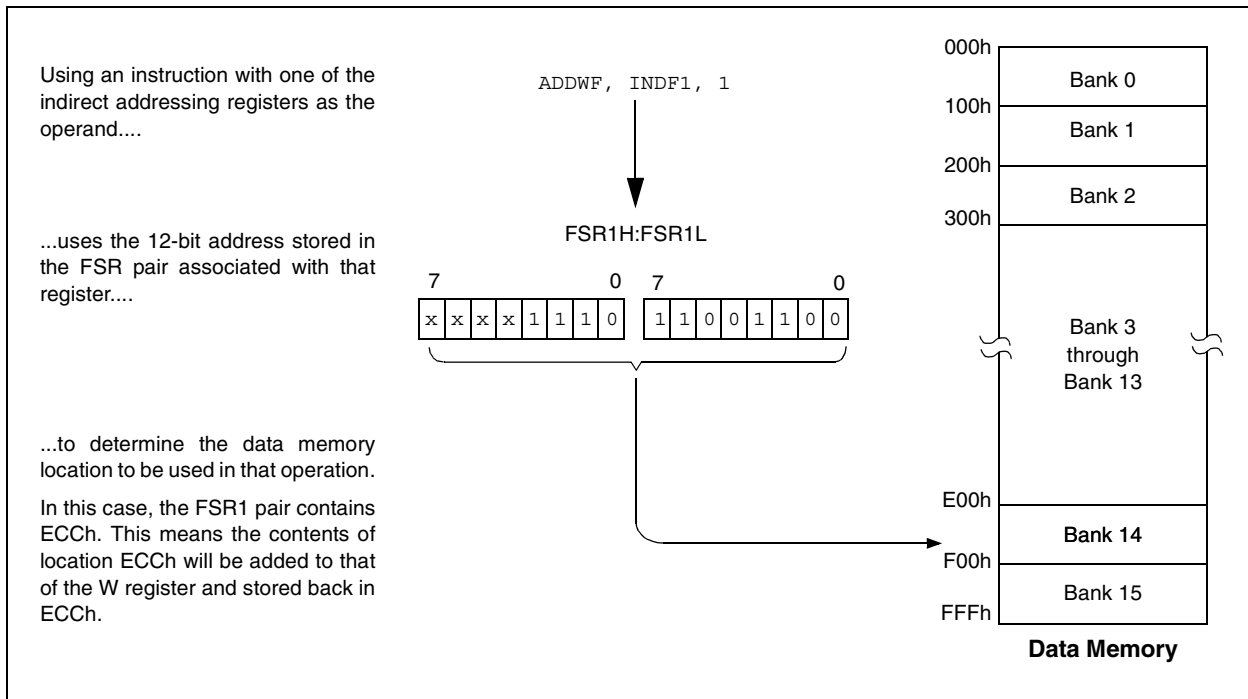 Using an instruction with one of the
indirect addressing registers as the
operand....
ADDWF, INDF1, 1
...uses the 12-bit address stored in
the FSR pair associated with that
register....
FSR1H:FSR1L
7 0 7 0
x x x x 1 1 1 0 1 1 0 0 1 1 0 0
...to determine the data memory
location to be used in that operation.
In this case, the FSR1 pair contains
ECCh. This means the contents of
location ECCh will be added to that
of the W register and stored back in
ECCh.
000h
Bank 0
100h
Bank 1
200h
Bank 2
300h
Bank 3
through
Bank 13
E00h
Bank 14
F00h
Bank 15
FFFh
Data Memory